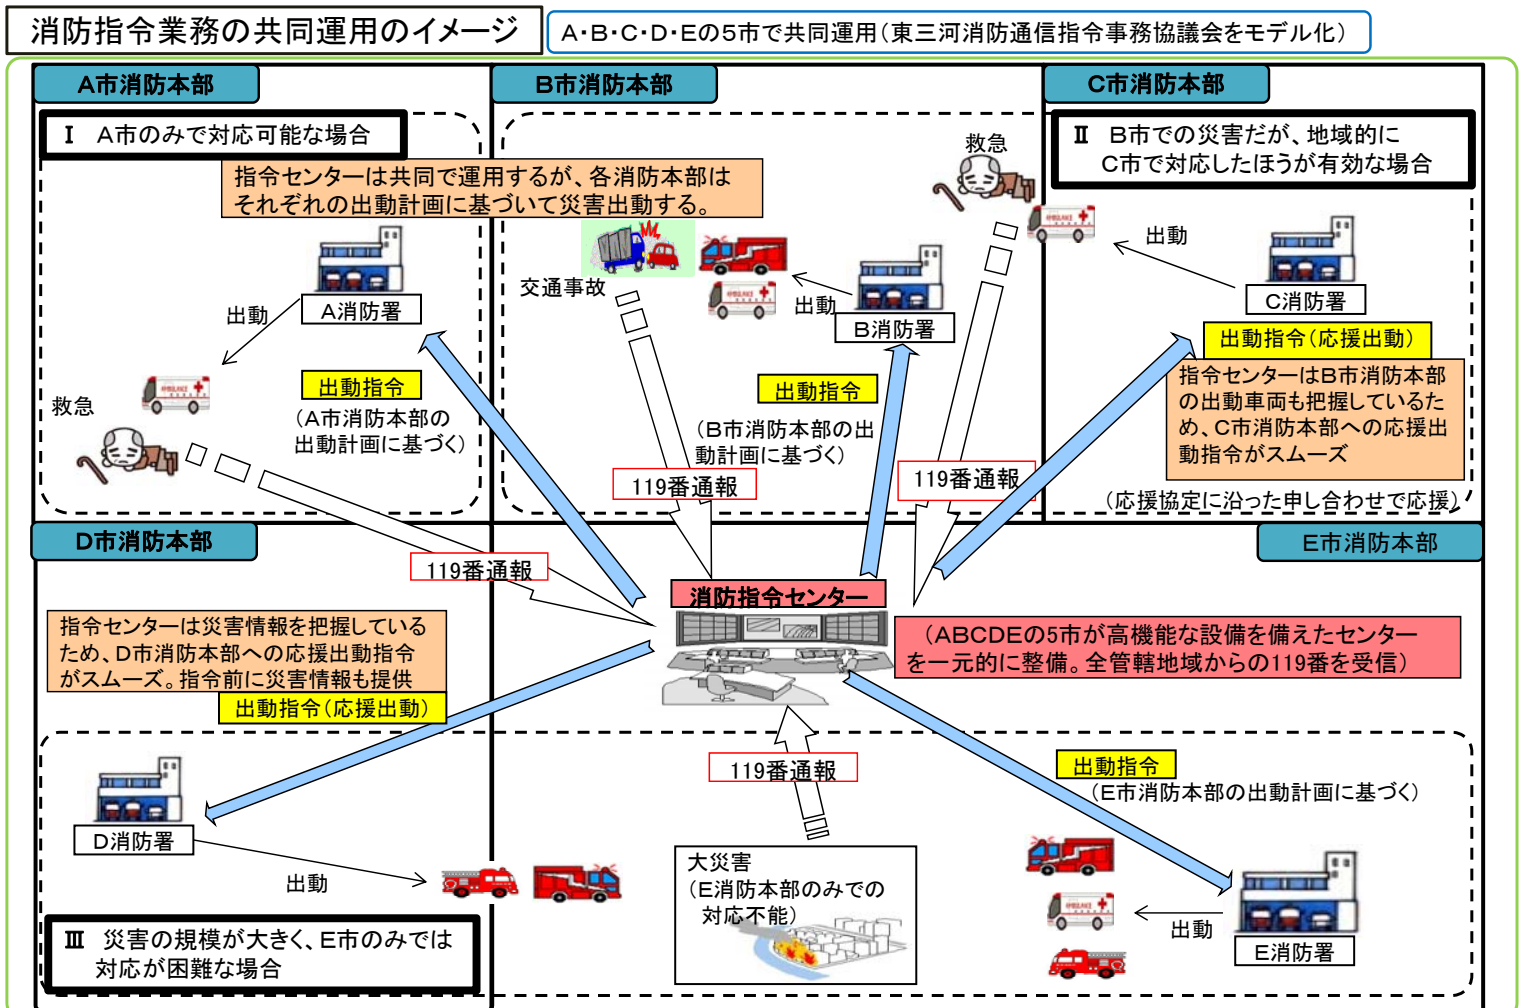 消防指令業務の共同運用のイメージ
A・B・C・D・Eの5市で共同運用(東三河消防通信指令事務協議会をモデル化)
A市消防本部
B市消防本部
C市消防本部
Ⅰ A市のみで対応可能な場合
指令センターは共同で運用するが、各消防本部は
それぞれの出動計画に基づいて災害出動する。
Ⅱ B市での災害だが、地域的に
C市で対応したほうが有効な場合
救急
出動
A消防署
出動指令
(A市消防本部の
出動計画に基づく)
救急
119番通報
交通事故
出動
B消防署
出動指令
(B市消防本部の出
動計画に基づく)
119番通報
119番通報
出動
C消防署
出動指令(応援出動)
指令センターはB市消防本部
の出動車両も把握しているた
め、C市消防本部への応援出
動指令がスムーズ
(応援協定に沿った申し合わせで応援)
D市消防本部
E市消防本部
消防指令センター
(ABCDEの5市が高機能な設備を備えたセンター
を一元的に整備。全管轄地域からの119番を受信)
指令センターは災害情報を把握している
ため、D市消防本部への応援出動指令
がスムーズ。指令前に災害情報も提供
出動指令(応援出動)
D消防署
出動
Ⅲ 災害の規模が大きく、E市のみでは
対応が困難な場合
119番通報
大災害
(E消防本部のみでの
対応不能)
出動指令
(E市消防本部の出動計画に基づく)
出動
E消防署